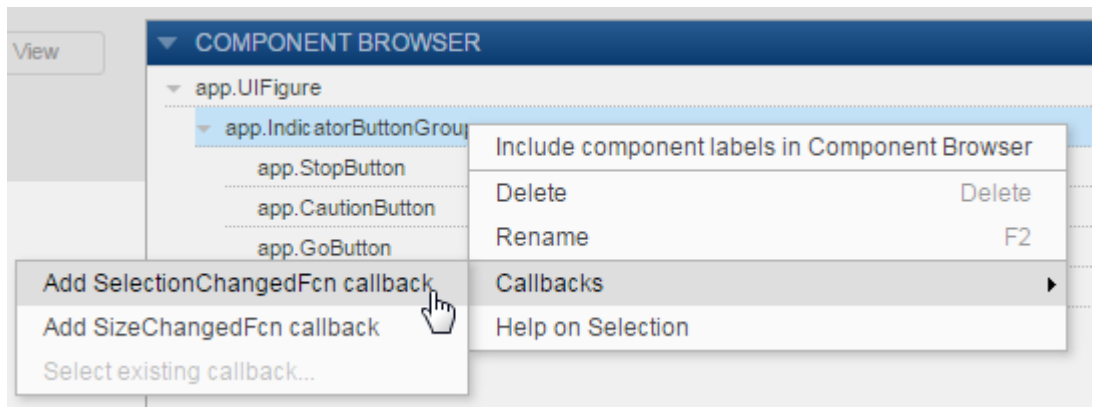 View
COMPONENT BROWSER
app.UIFigure
app.IndicatorButtonGroup
app.StopButton
app.CautionButton
app.GoButton
Include component labels in Component Browser
Delete Delete
Rename F2
Callbacks
Help on Selection
Add SelectionChangedFcn callback
Add SizeChangedFcn callback
Select existing callback...